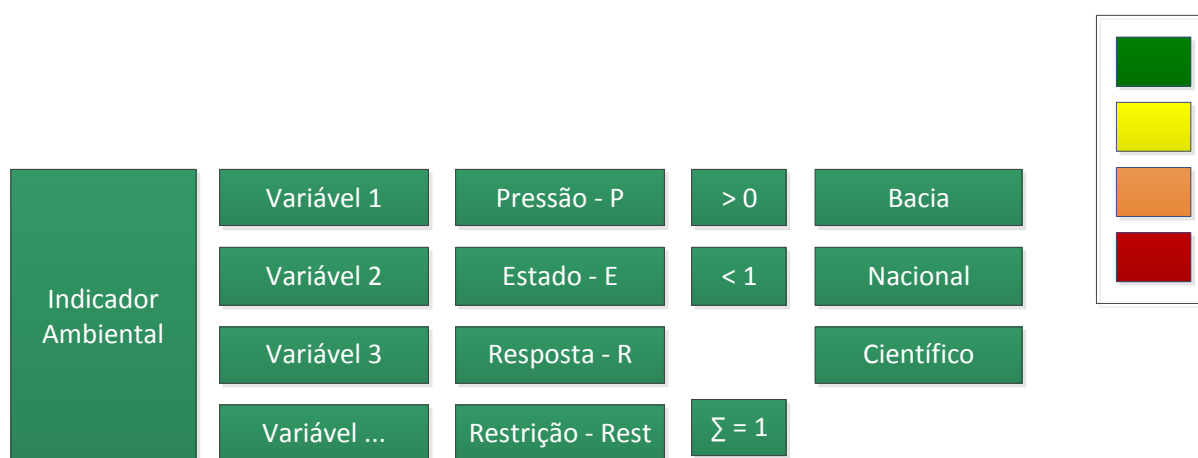 Indicador
Ambiental
Variável 1
Pressão - P
> 0
Bacia
Variável 2
Estado - E
< 1
Nacional
Variável 3
Resposta - R
Científico
Variável ...
Restrição - Rest
∑ = 1